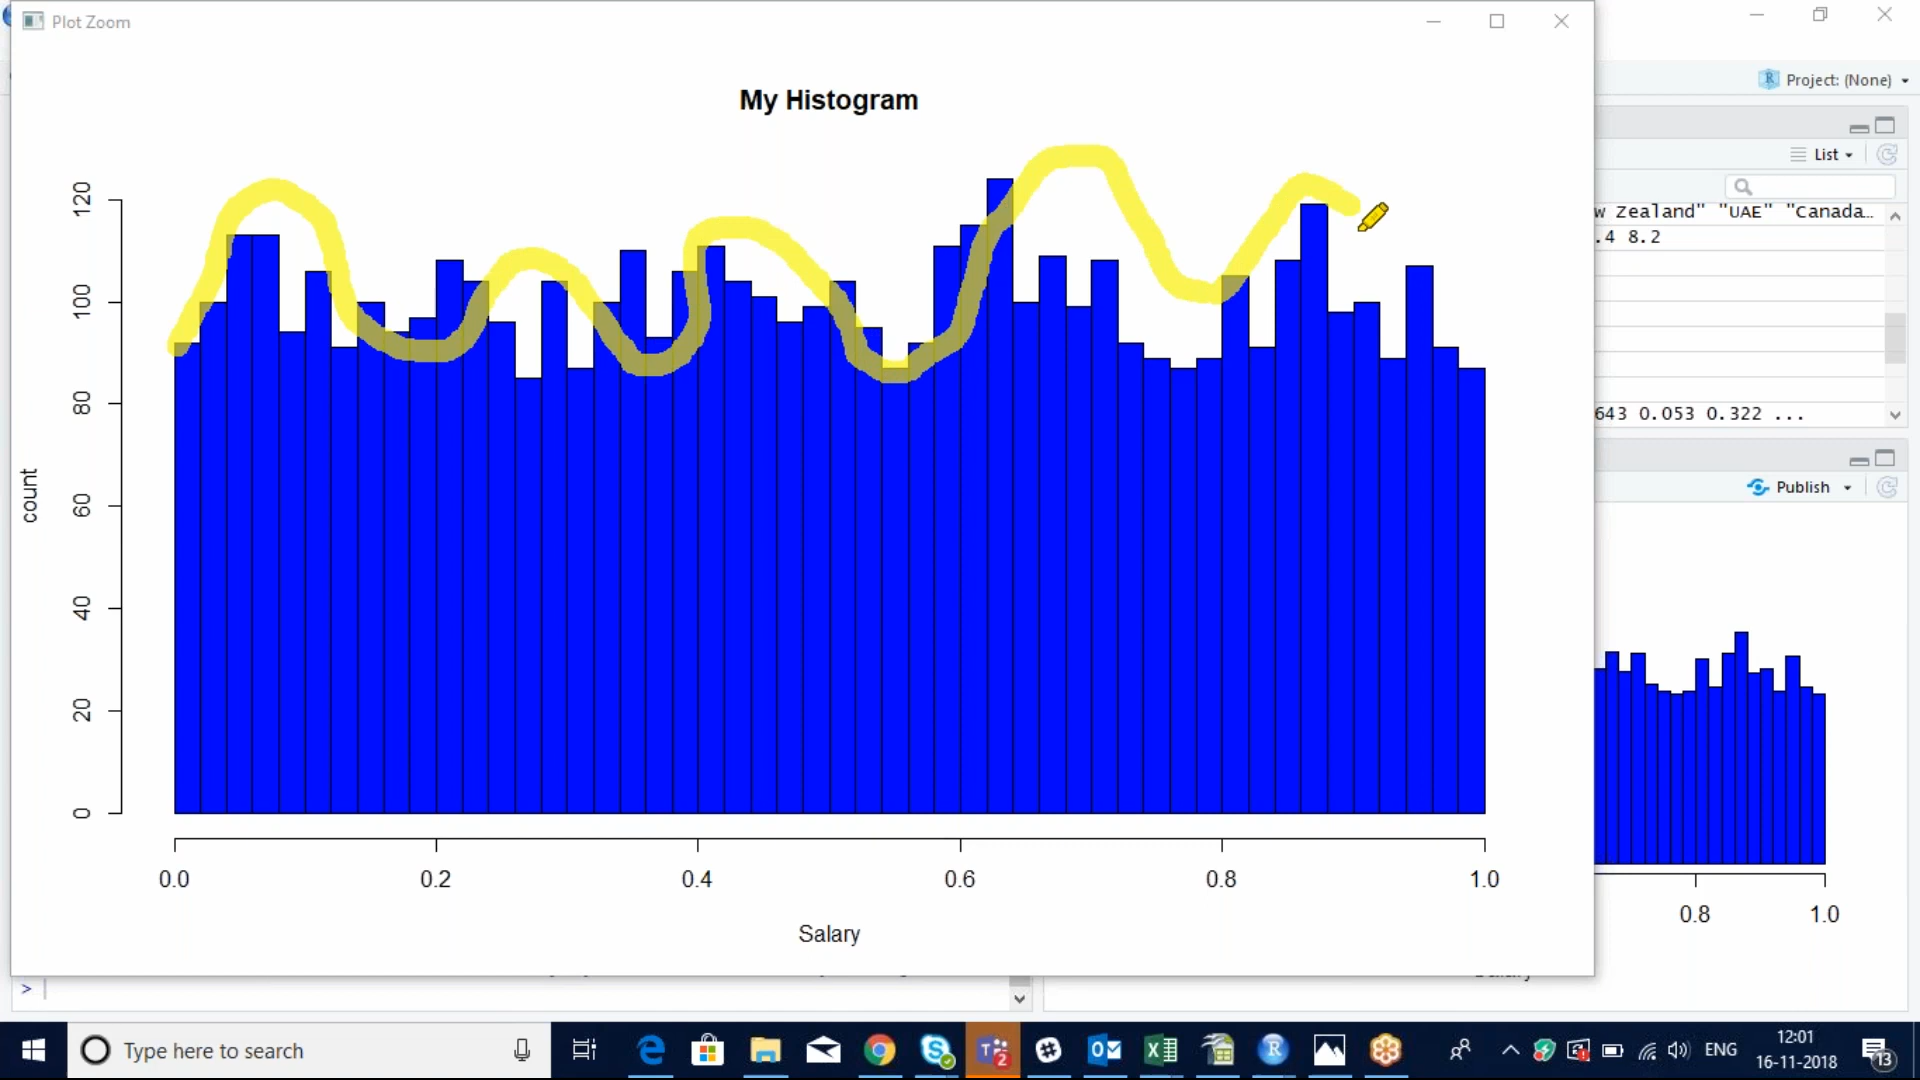 Plot Zoom
Project: (None)
My Histogram
List
w Zealand" "UAE" "Canada…
.4 8.2
643 0.053 0.322 ...
Publish
count
0 20 40 60 80 100 120
0.0 0.2 0.4 0.6 0.8 1.0
Salary
0.8 1.0
>
Type here to search
2
ENG
12:01
16-11-2018
13